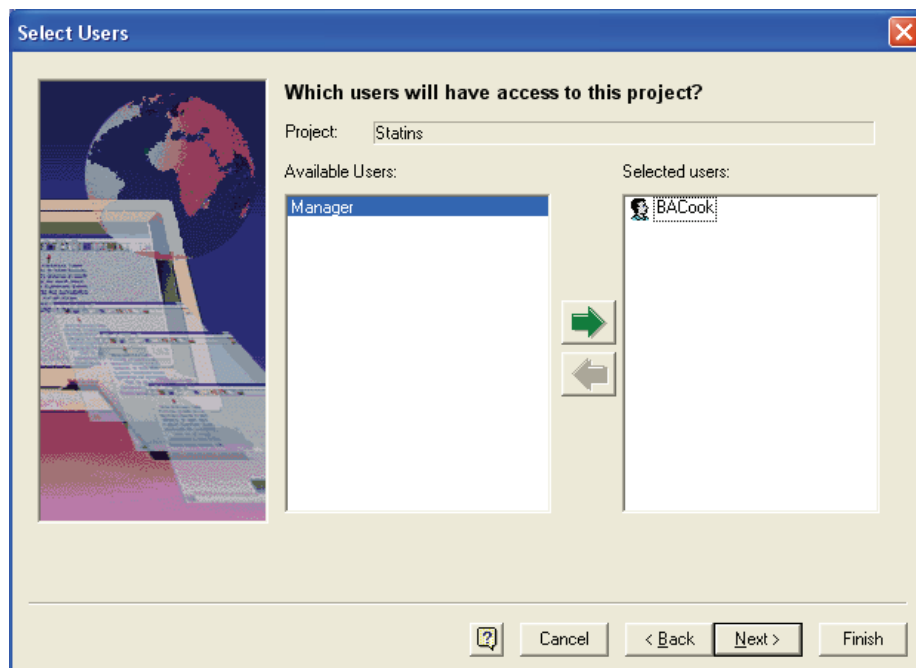 Select Users
Which users will have access to this project?
Project: Statins
Available Users: Selected users:
Manager BACook
? Cancel < Back Next > Finish